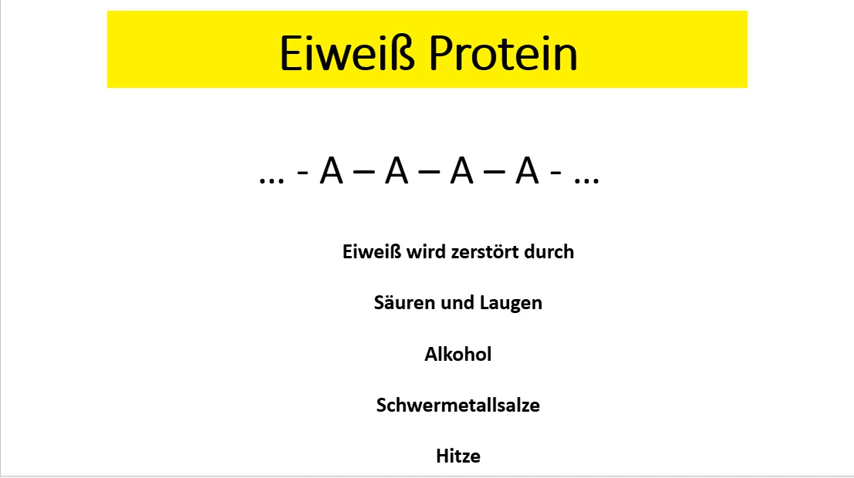 Eiweiß Protein
... - A – A – A – A - ...
Eiweiß wird zerstört durch
Säuren und Laugen
Alkohol
Schwermetallsalze
Hitze